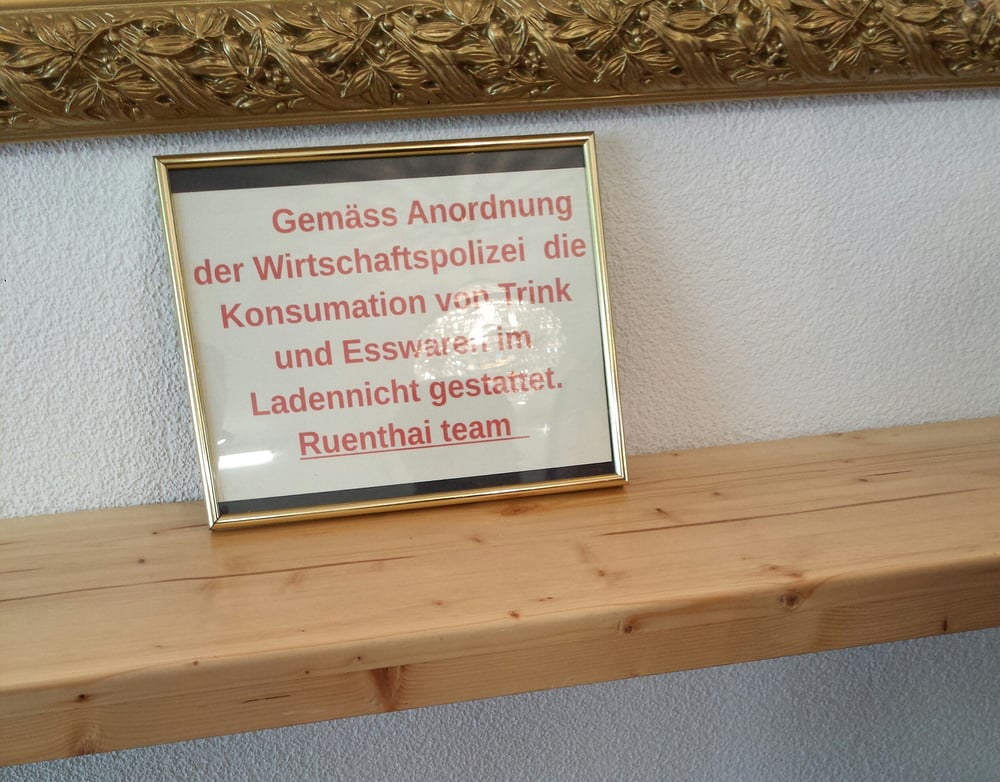 Gemäss Anordnung
der Wirtschaftspolizei die
Konsumation von Trink
und Esswaren im
Ladennicht gestattet.
Ruenthai team